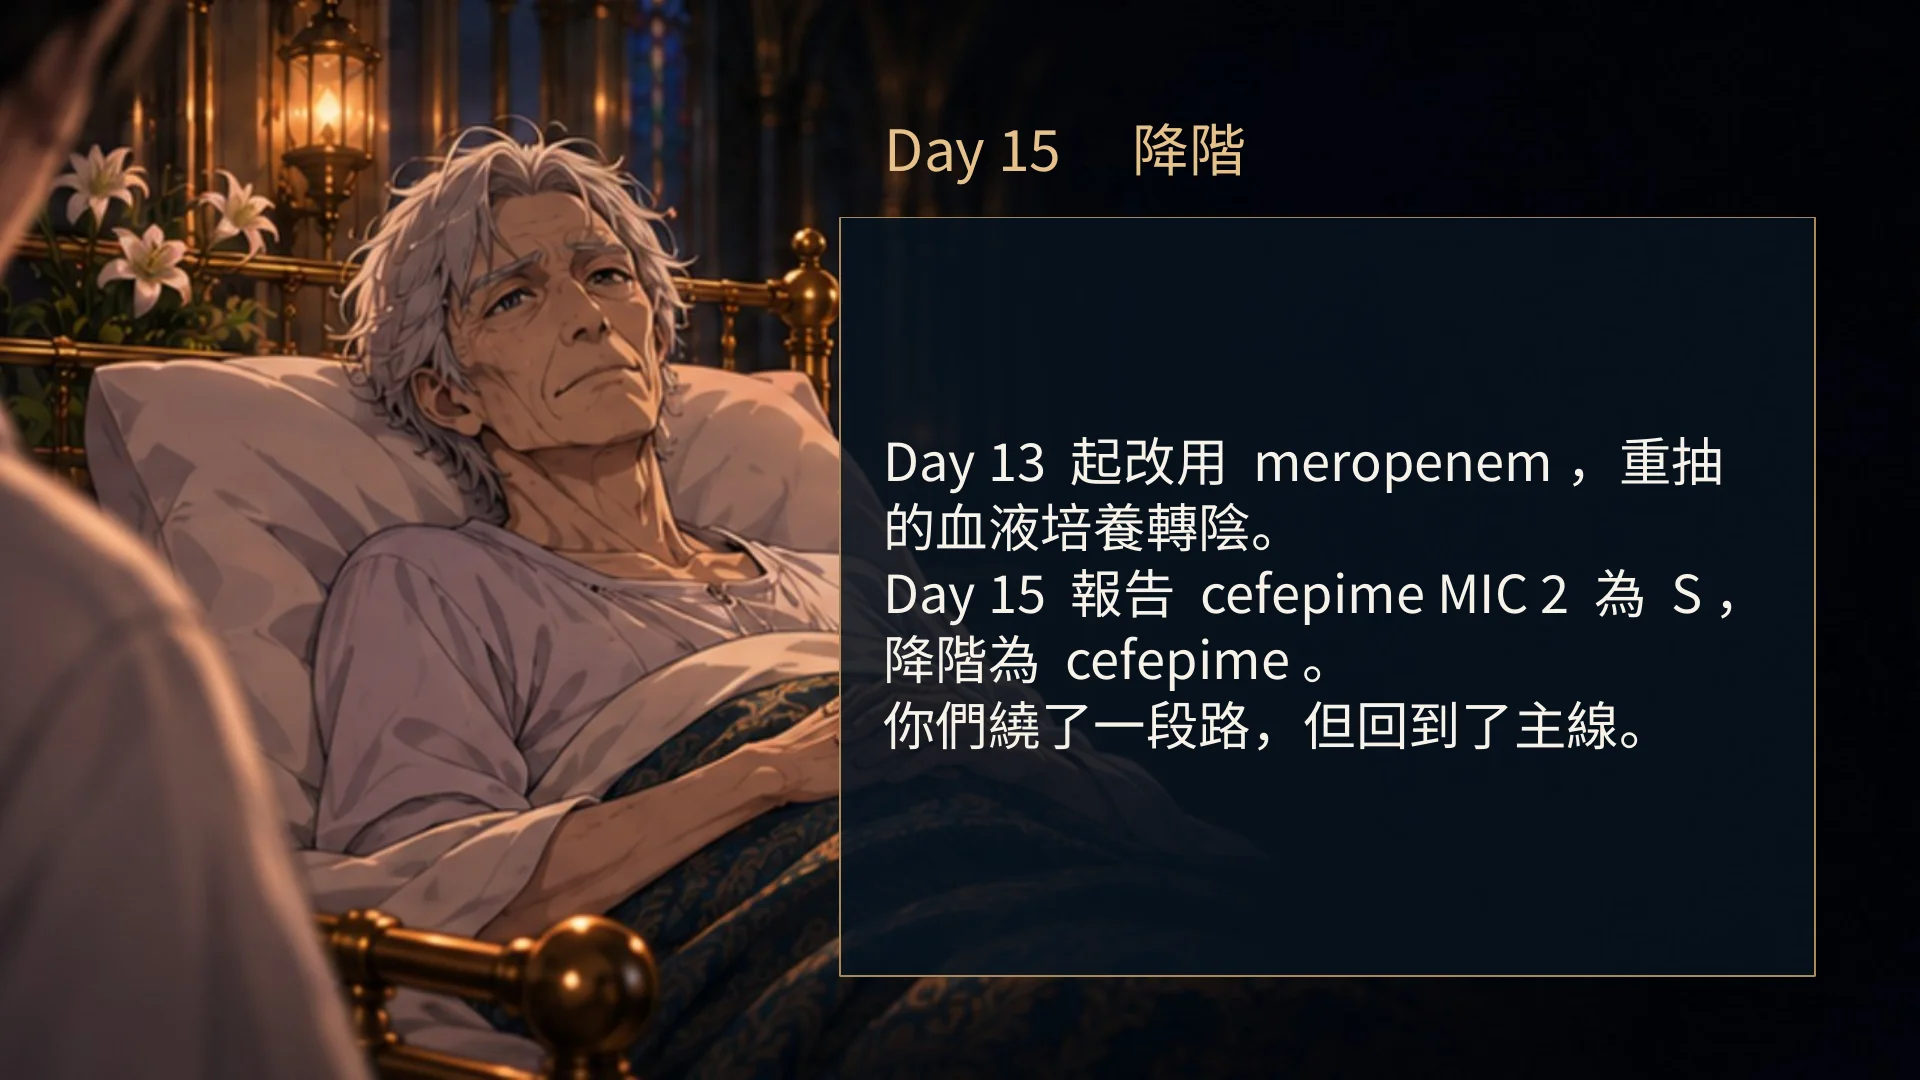 Day 15 降階
Day 13 起改用 meropenem，重抽
的血液培養轉陰。
Day 15 報告 cefepime MIC 2 為 S，
降階為 cefepime。
你們繞了一段路，但回到了主線。